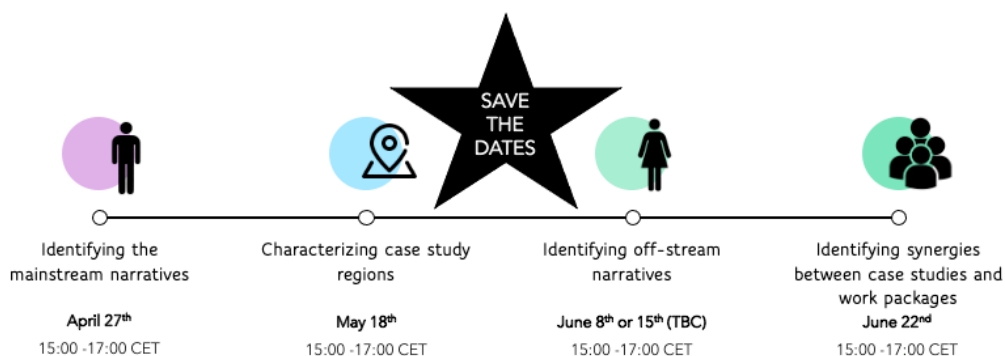 SAVE
THE
DATES
Identifying the
mainstream narratives
April 27th
15:00 -17:00 CET
Characterizing case study
regions
May 18th
15:00 -17:00 CET
Identifying off-stream
narratives
June 8th or 15th (TBC)
15:00 -17:00 CET
Identifying synergies
between case studies and
work packages
June 22nd
15:00 -17:00 CET